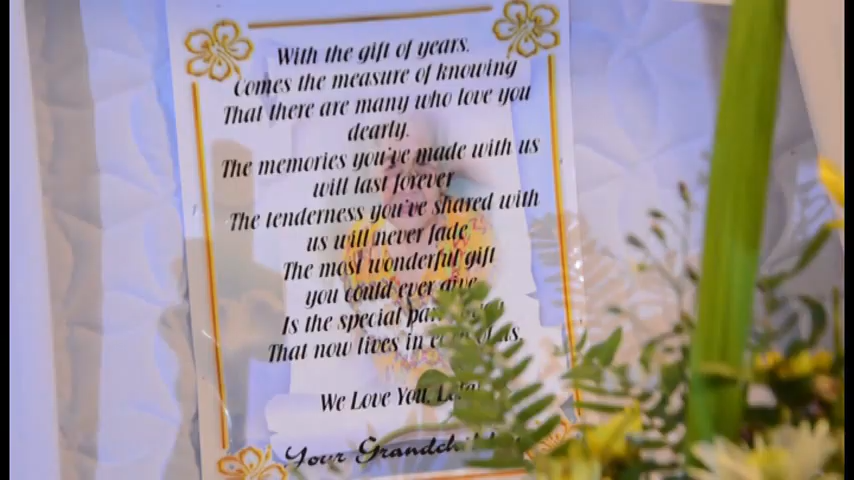 With the gift of years.
Comes the measure of knowing
That there are many who love you
dearly.
The memories you've made with us
will last forever
The tenderness you've shared with
us will never fade
The most wonderful gift
you could ever give
Is the special
That now lives in
We Love You,
Your